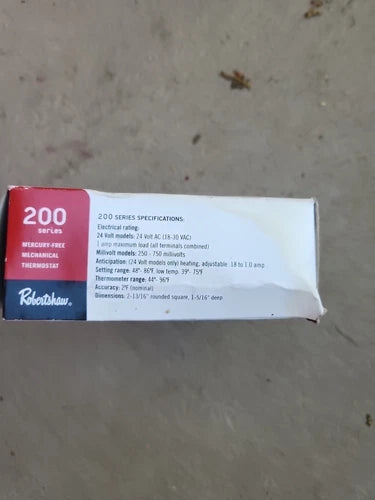 200
series
MERCURY-FREE
MECHANICAL
THERMOSTAT
Robertshaw®
200 SERIES SPECIFICATIONS:
Electrical rating:
24 Volt models: 24 Volt AC (18-30 VAC)
1 amp maximum load (all terminals combined)
Millivolt models: 250 - 750 millivolts
Anticipation: (24 Volt models only) heating, adjustable .18 to 1.0 amp
Setting range: 48°- 86°F, low temp. 39°- 75°F
Thermometer range: 44°- 96°F
Accuracy: 2°F (nominal)
Dimensions: 2-13/16" rounded square, 1-5/16" deep